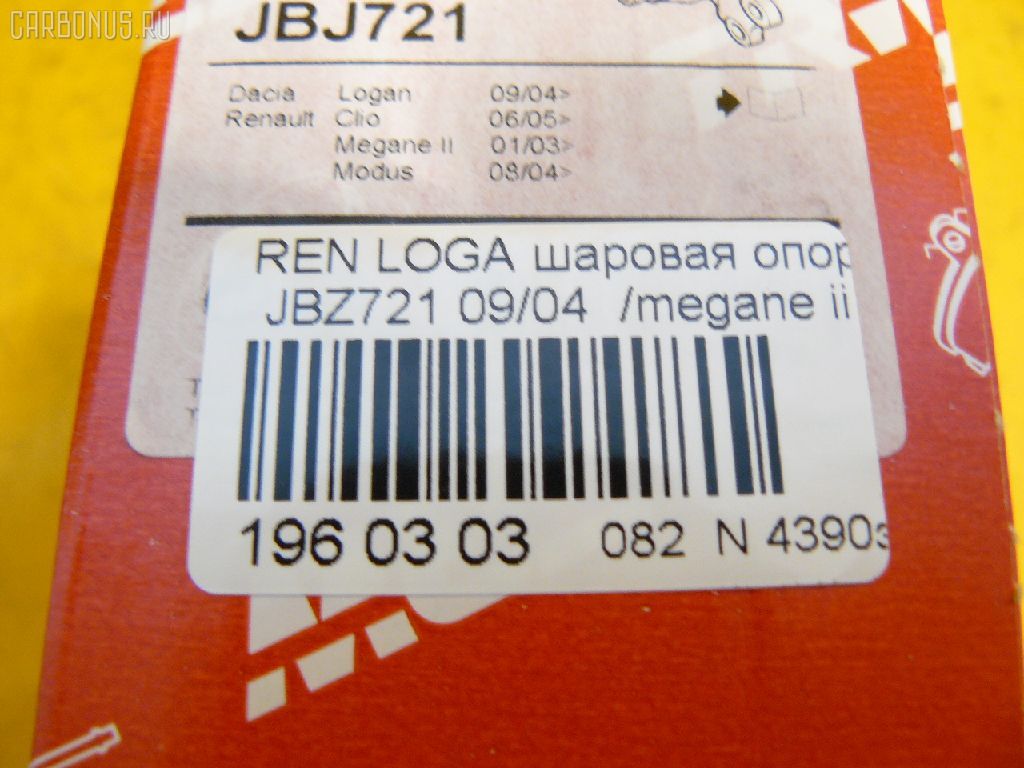 CARBONUS.RU
JBJ721
Dacia Logan 09/04>
Renault Clio 06/05>
Megane II 01/03>
Modus 08/04>
REN LOGA шаровая опор
JBZ721 09/04 /megane ii
196 03 03 082 N 43903